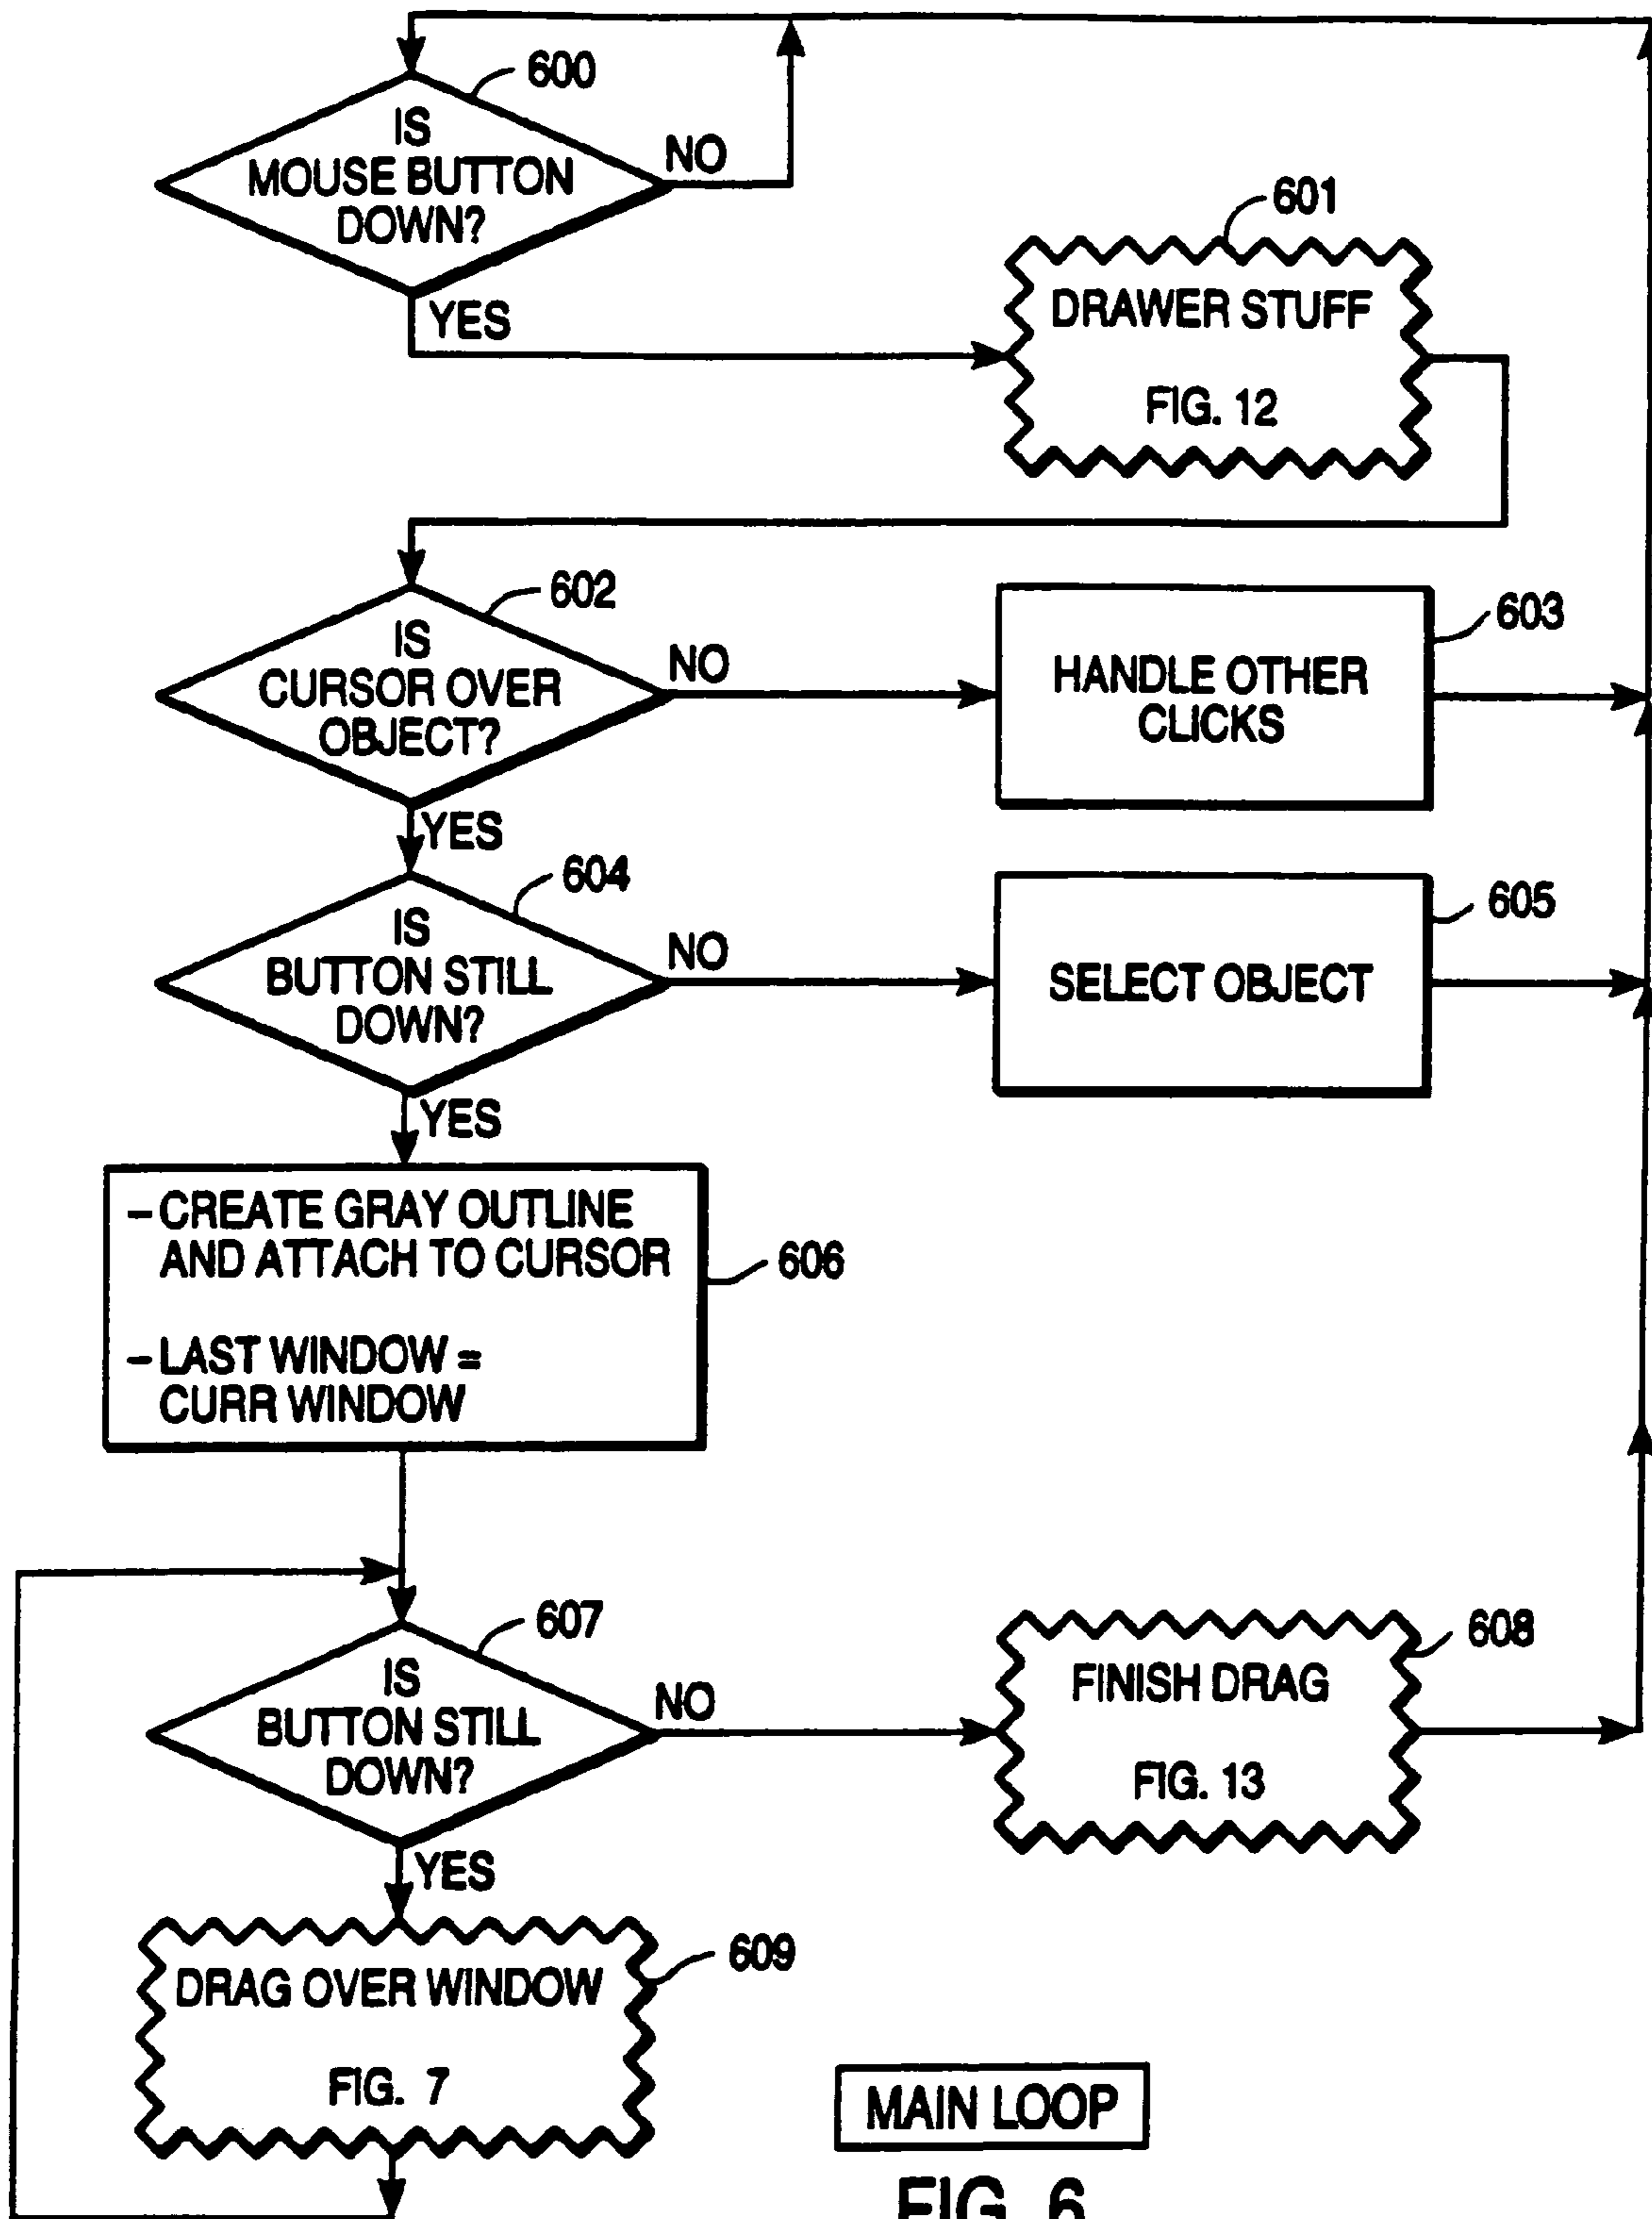 600
IS
MOUSE BUTTON
DOWN?
NO
YES
601
DRAWER STUFF
FIG. 12
602
IS
CURSOR OVER
OBJECT?
NO
YES
603
HANDLE OTHER
CLICKS
604
IS
BUTTON STILL
DOWN?
NO
YES
605
SELECT OBJECT
– CREATE GRAY OUTLINE
AND ATTACH TO CURSOR
– LAST WINDOW =
CURR WINDOW
606
607
IS
BUTTON STILL
DOWN?
NO
YES
608
FINISH DRAG
FIG. 13
609
DRAG OVER WINDOW
FIG. 7
MAIN LOOP
FIG. 6